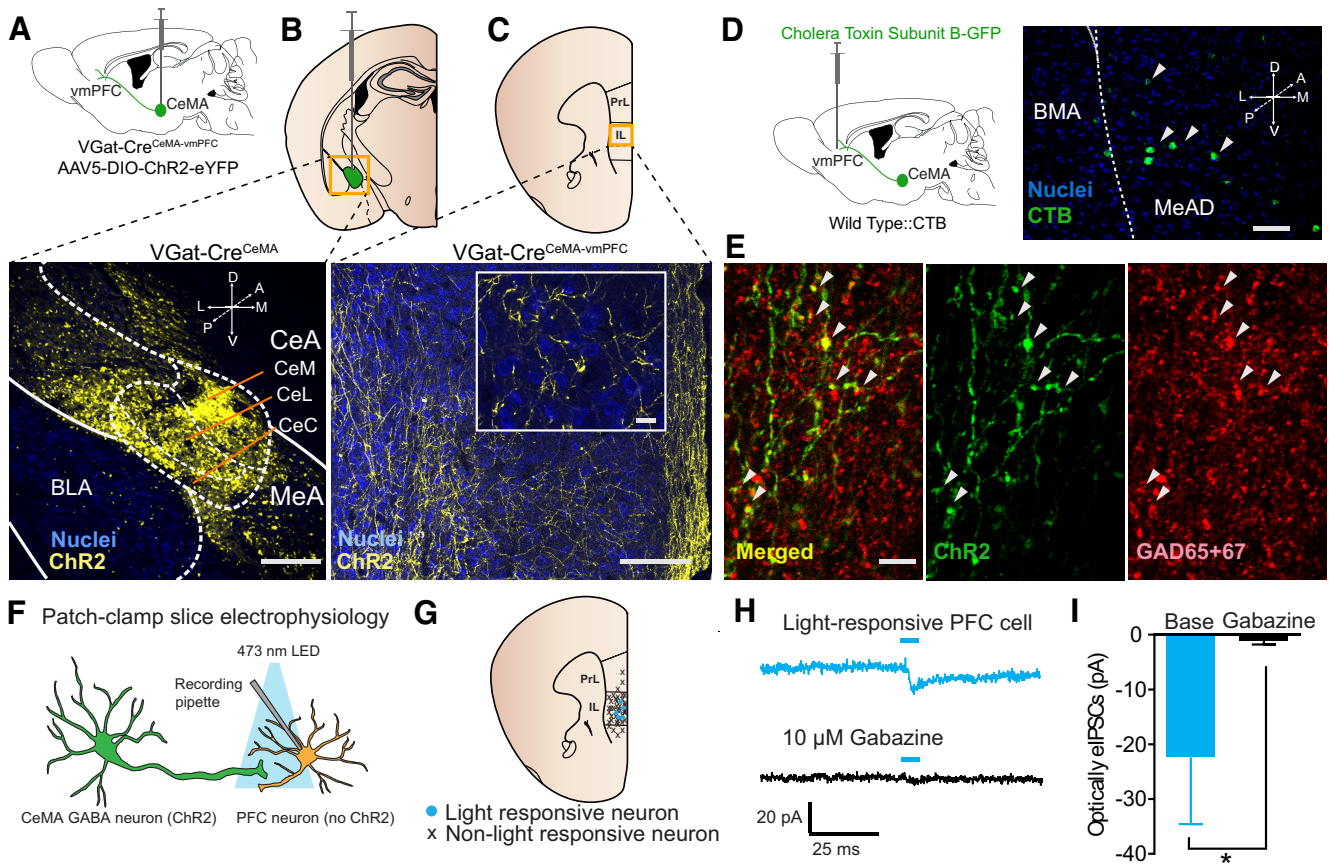 A
vmPFC
CeMA
VGat-Cre^CeMA-vmPFC
AAV5-DIO-ChR2-eYFP
B
C
PrL
IL
D
Cholera Toxin Subunit B-GFP
vmPFC
CeMA
Wild Type::CTB
BMA
D
A
L
M
P
V
Nuclei
CTB
MeAD
VGat-Cre^CeMA
D
A
L
M
P
V
CeA
CeM
CeL
CeC
BLA
MeA
Nuclei
ChR2
VGat-Cre^CeMA-vmPFC
Nuclei
ChR2
E
Merged
ChR2
GAD65+67
F
Patch-clamp slice electrophysiology
473 nm LED
Recording
pipette
CeMA GABA neuron (ChR2)
PFC neuron (no ChR2)
G
PrL
IL
Light responsive neuron
x Non-light responsive neuron
H
Light-responsive PFC cell
10 µM Gabazine
20 pA
25 ms
I
Base Gabazine
Optically eIPSCs (pA)
0
-10
-20
-30
-40
*